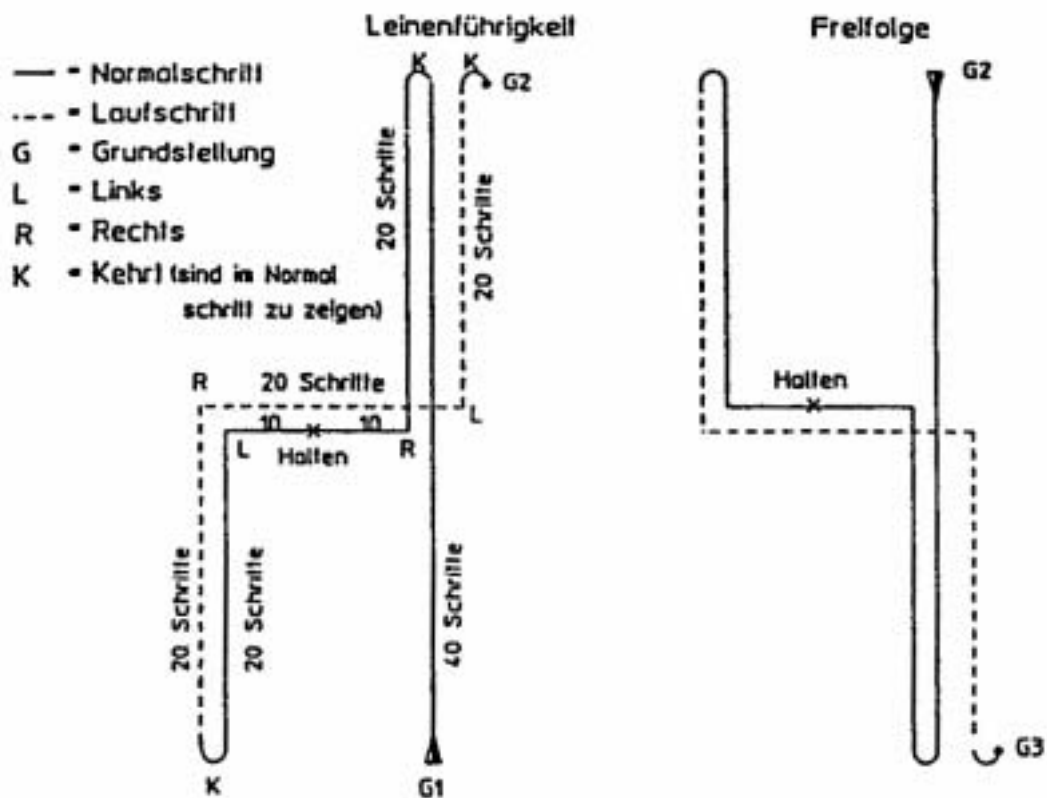 Leinenführigkeit
Freifolge
— = Normalschritt
--- = Laufschritt
G = Grundstellung
L = Links
R = Rechts
K = Kehrt (sind im Normal
schritt zu zeigen)
K
K
G2
20 Schritte
20 Schritte
R
20 Schritte
L
10
10
L
Halten
R
20 Schritte
20 Schritte
40 Schritte
K
G1
G2
Halten
G3